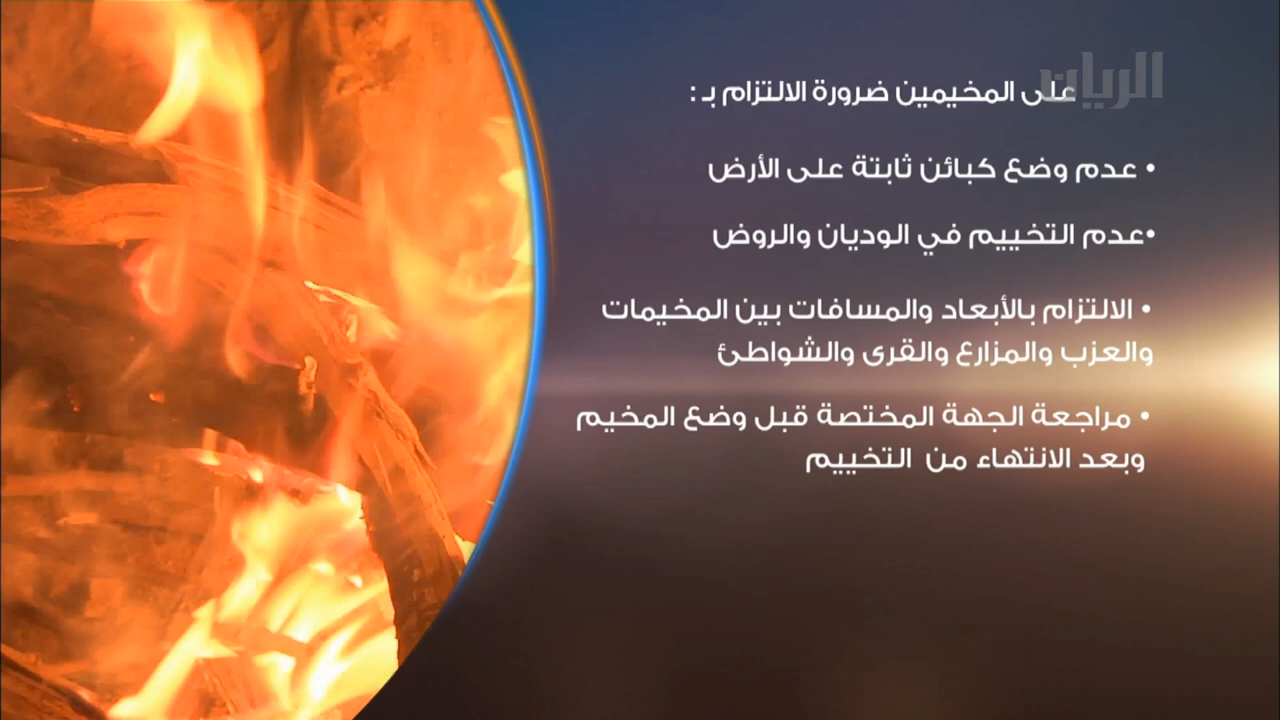 الريان
على المخيمين ضرورة الالتزام بـ :
• عدم وضع كبائن ثابتة على الأرض
•عدم التخييم في الوديان والروض
• الالتزام بالأبعاد والمسافات بين المخيمات
والعزب والمزارع والقرى والشواطئ
• مراجعة الجهة المختصة قبل وضع المخيم
وبعد الانتهاء من التخييم